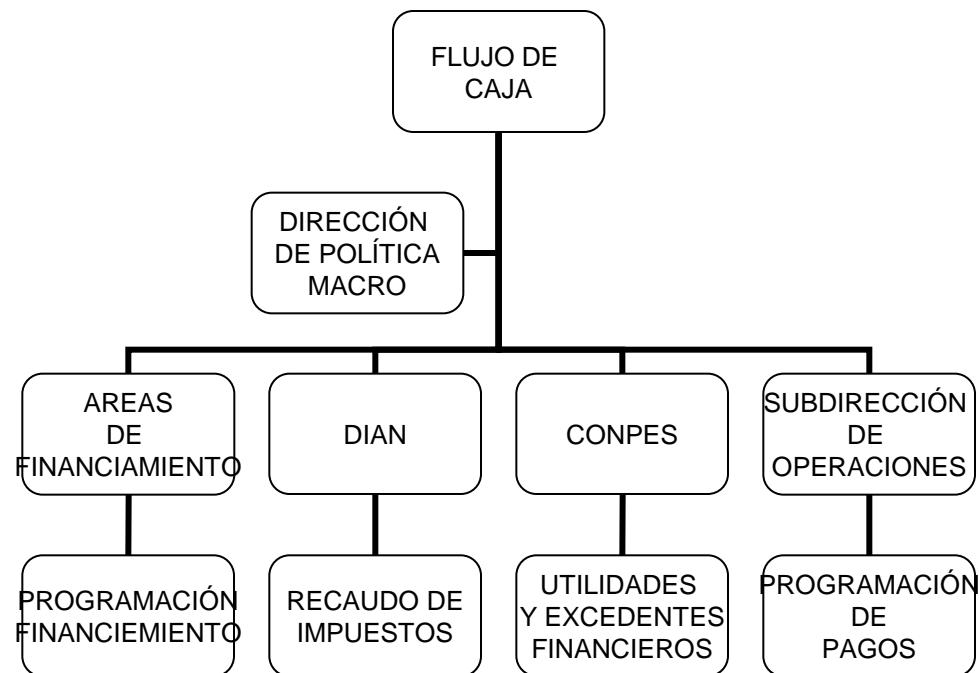 FLUJO DE
CAJA
DIRECCIÓN
DE POLÍTICA
MACRO
AREAS
DE
FINANCIAMIENTO
DIAN
CONPES
SUBDIRECCIÓN
DE
OPERACIONES
PROGRAMACIÓN
FINANCIEMIENTO
RECAUDO DE
IMPUESTOS
UTILIDADES
Y EXCEDENTES
FINANCIEROS
PROGRAMACIÓN
DE
PAGOS